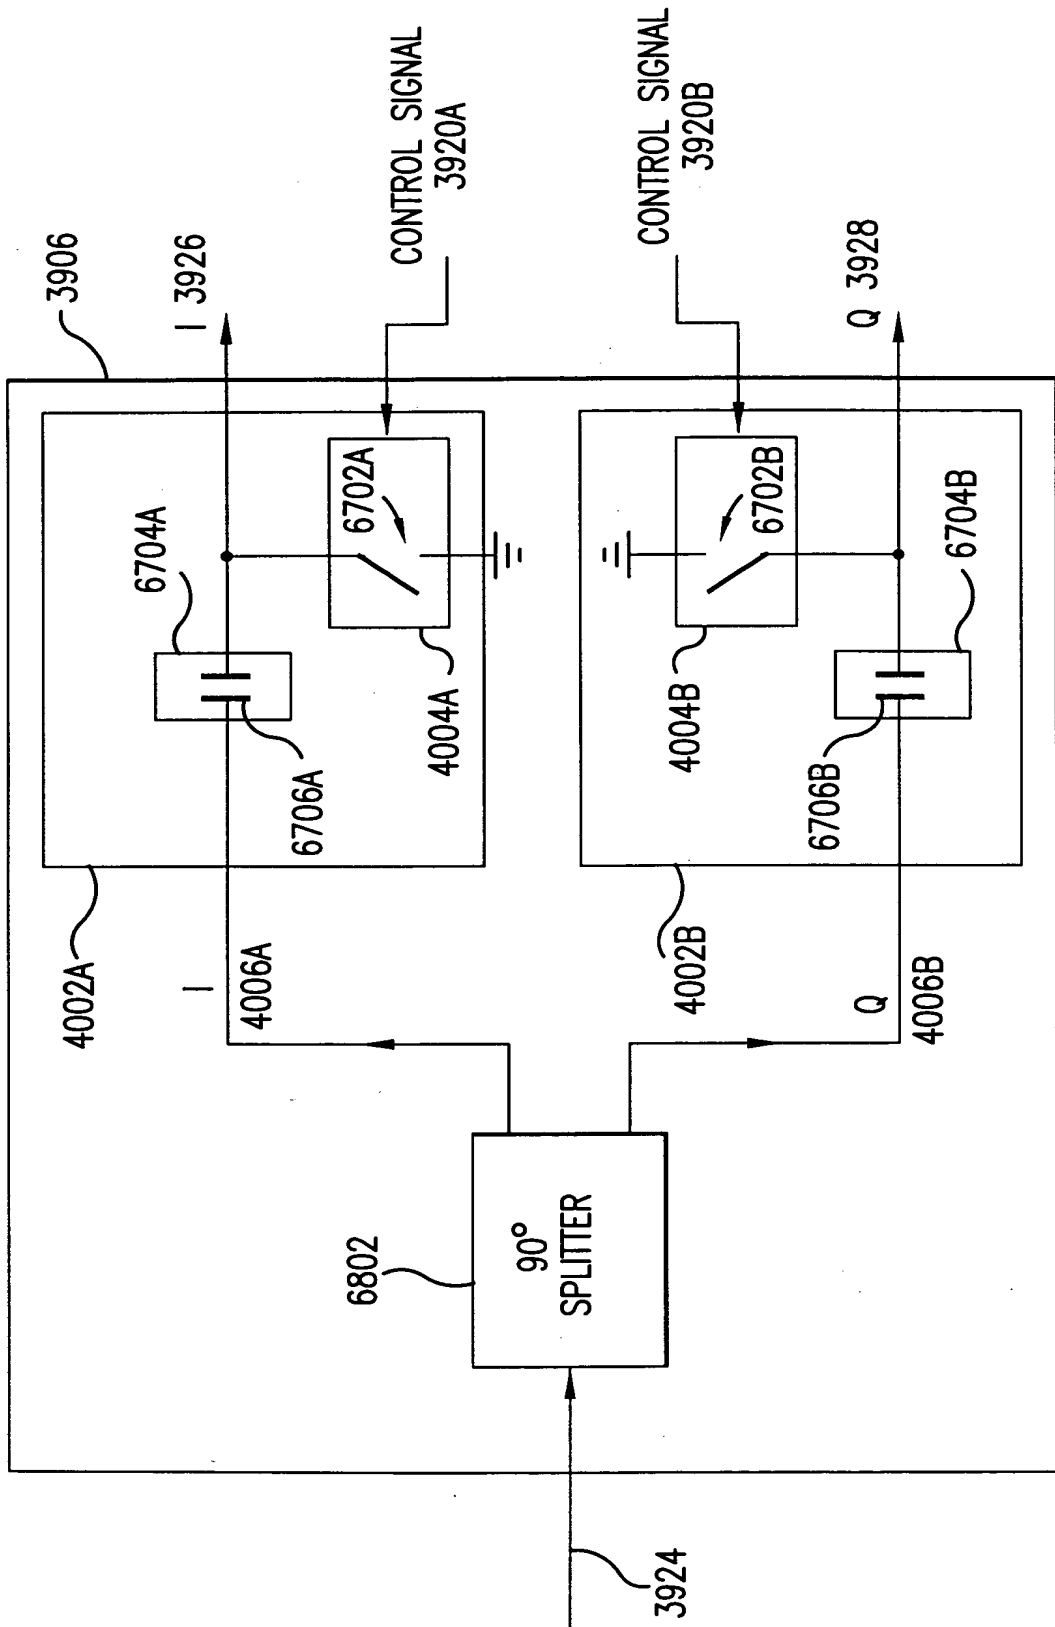 3906
I 3926
CONTROL SIGNAL
3920A
CONTROL SIGNAL
3920B
Q 3928
6704A
6702A
6706A
4004A
4002A
I
4006A
6702B
6704B
4004B
6706B
4002B
Q
4006B
6802
90°
SPLITTER
3924